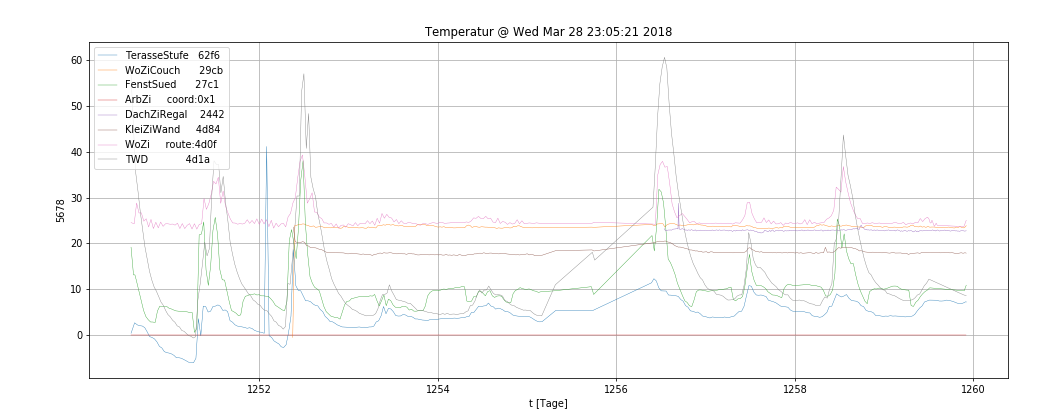 Temperatur @ Wed Mar 28 23:05:21 2018
TerasseStufe 62f6
WoZiCouch 29cb
FenstSued 27c1
ArbZi coord:0x1
DachZiRegal 2442
KleiZiWand 4d84
WoZi route:4d0f
TWD 4d1a
60
50
40
30
20
10
0
5678
1252 1254 1256 1258 1260
t [Tage]